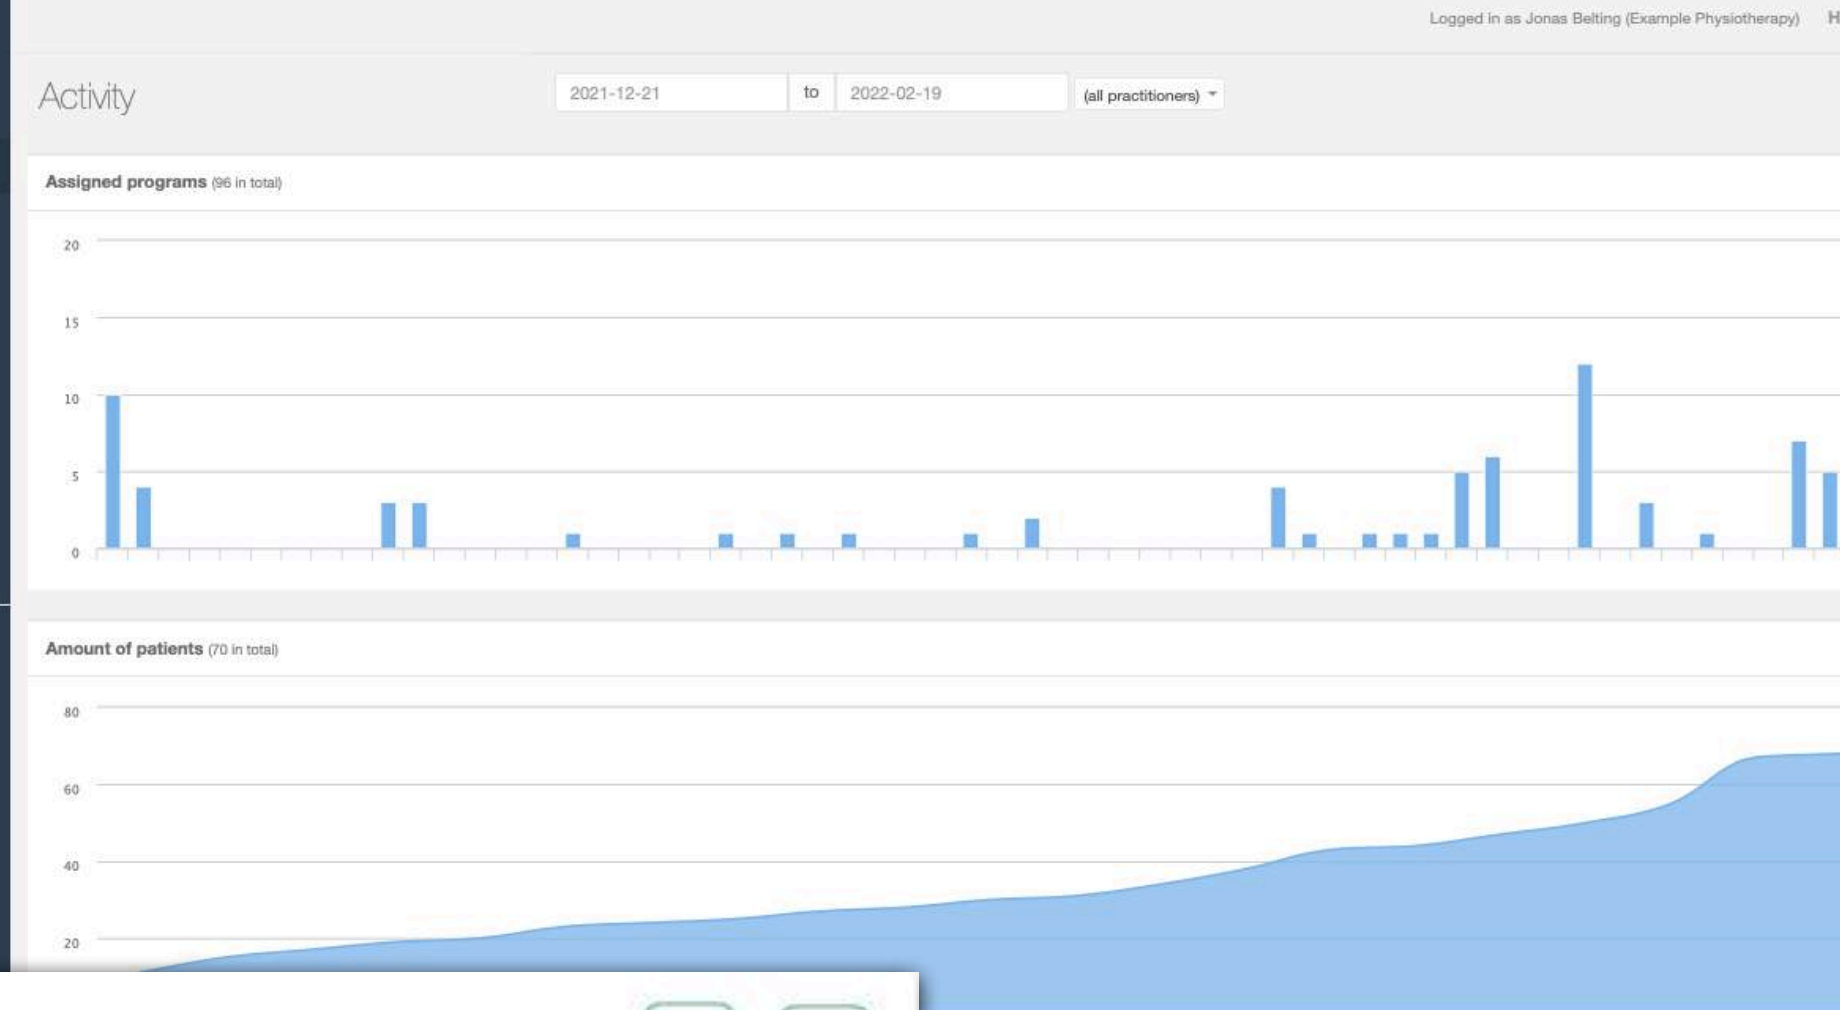 Logged in as Jonas Belting (Example Physiotherapy) H
Activity
2021-12-21 to 2022-02-19 (all practitioners)
Assigned programs (96 in total)
20
15
10
5
0
Amount of patients (70 in total)
80
60
40
20